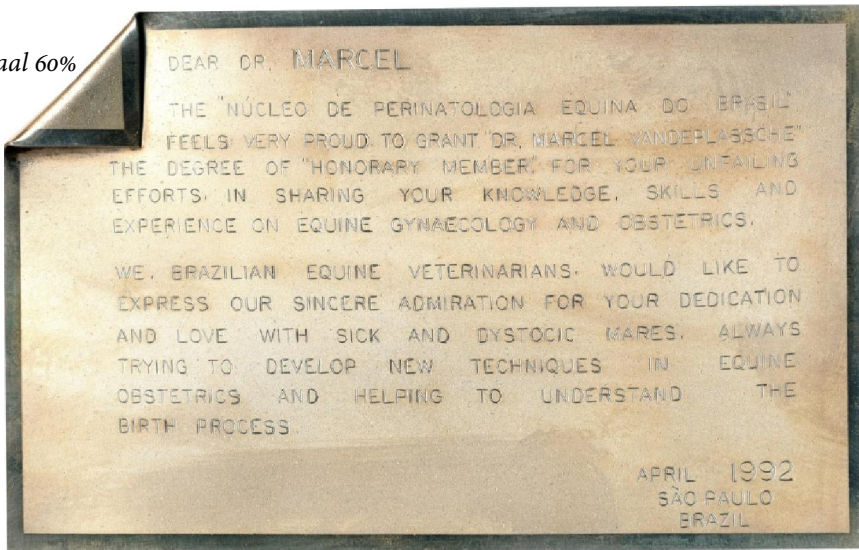 aal 60%
DEAR DR. MARCEL
THE "NÚCLEO DE PERINATOLOGIA EQUINA DO BRASIL"
FEELS VERY PROUD TO GRANT "DR. MARCEL VANDEPLASSCHE"
THE DEGREE OF "HONORARY MEMBER", FOR YOUR UNFAILING
EFFORTS, IN SHARING YOUR KNOWLEDGE, SKILLS AND
EXPERIENCE ON EQUINE GYNAECOLOGY AND OBSTETRICS.
WE, BRAZILIAN EQUINE VETERINARIANS, WOULD LIKE TO
EXPRESS OUR SINCERE ADMIRATION FOR YOUR DEDICATION
AND LOVE WITH SICK AND DYSTOCIC MARES, ALWAYS
TRYING TO DEVELOP NEW TECHNIQUES IN EQUINE
OBSTETRICS AND HELPING TO UNDERSTAND THE
BIRTH PROCESS
APRIL 1992
SÃO PAULO
BRAZIL